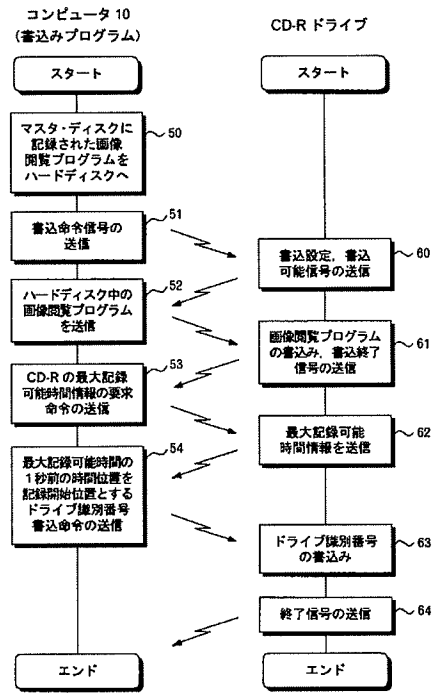 コンピュータ 10
(書込みプログラム)
スタート
マスタ・ディスクに
記録された画像
閲覧プログラムを
ハードディスクへ
50
書込命令信号の
送信
51
ハードディスク中の
画像閲覧プログラム
を送信
52
CD-R の最大記録
可能時間情報の要求
命令の送信
53
最大記録可能時間の
1秒前の時間位置を
記録開始位置とする
ドライブ識別番号
書込命令の送信
54
エンド
CD-R ドライブ
スタート
書込設定,書込
可能信号の送信
60
画像閲覧プログラム
の書込み,書込終了
信号の送信
61
最大記録可能
時間情報を送信
62
ドライブ識別番号
の書込み
63
終了信号の送信
64
エンド